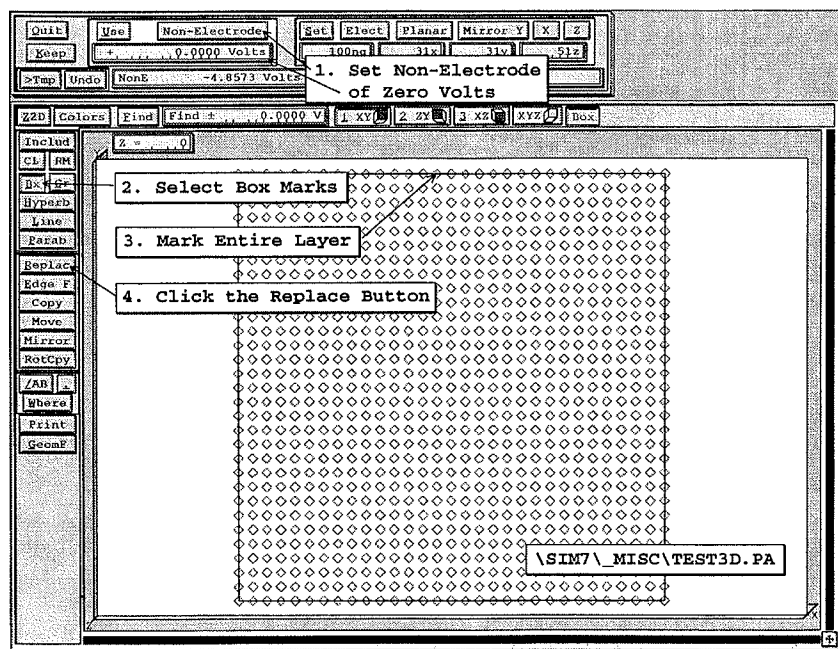 Quit Use Non-Electrode Set Elect Planar Mirror Y X Z
Keep + 0.0000 Volts 100ng 31x 31y 51z
>Tmp Undo NonE -4.8573 Volts
1. Set Non-Electrode
of Zero Volts
Z2D Colors Find Find ± 0.0000 V 1 XY 2 ZY 3 XZ XYZ Box
Includ Z = 0
CL RM
Bx
2. Select Box Marks
Hyperb
Line
3. Mark Entire Layer
Parab
Replac
Edge F
4. Click the Replace Button
Copy
Move
Mirror
RotCpy
/AB .
Where
Print
GeomF
\SIM7\_MISC\TEST3D.PA